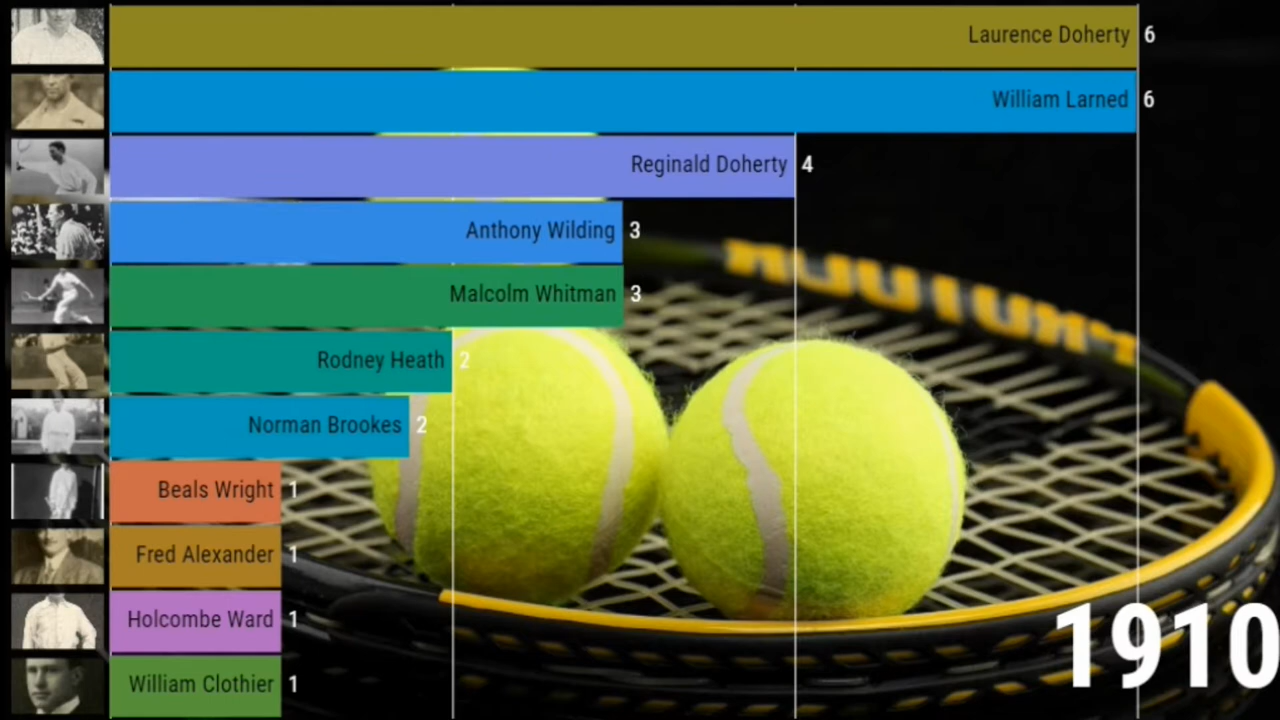 Laurence Doherty 6
William Larned 6
Reginald Doherty 4
Anthony Wilding 3
Malcolm Whitman 3
Rodney Heath 2
Norman Brookes 2
Beals Wright 1
Fred Alexander 1
Holcombe Ward 1
William Clothier 1
1910